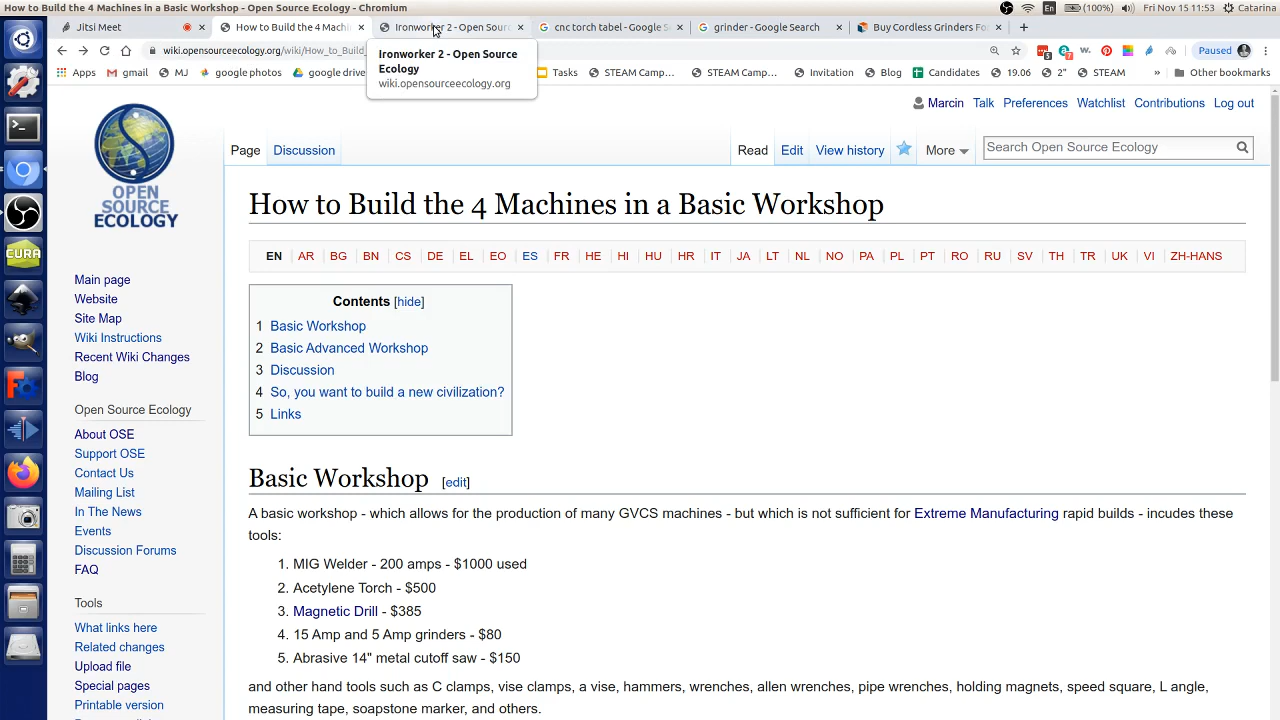 How to Build the 4 Machines in a Basic Workshop - Open Source Ecology - Chromium
En (100%) Fri Nov 15 11:53 Catarina
Jitsi Meet
How to Build the 4 Machin
Ironworker 2 - Open Sourc
cnc torch tabel - Google S
grinder - Google Search
Buy Cordless Grinders Fo
wiki.opensourceecology.org/wiki/How_to_Build_
Paused
Ironworker 2 - Open Source
Ecology
wiki.opensourceecology.org
Apps gmail MJ google photos google drive Tasks STEAM Camp... STEAM Camp... Invitation Blog Candidates 19.06 2" STEAM » Other bookmarks
Marcin Talk Preferences Watchlist Contributions Log out
Page Discussion Read Edit View history More Search Open Source Ecology
OPEN
SOURCE
ECOLOGY
Main page
Website
Site Map
Wiki Instructions
Recent Wiki Changes
Blog
Open Source Ecology
About OSE
Support OSE
Contact Us
Mailing List
In The News
Events
Discussion Forums
FAQ
Tools
What links here
Related changes
Upload file
Special pages
Printable version
How to Build the 4 Machines in a Basic Workshop
EN AR BG BN CS DE EL EO ES FR HE HI HU HR IT JA LT NL NO PA PL PT RO RU SV TH TR UK VI ZH-HANS
Contents [hide]
1 Basic Workshop
2 Basic Advanced Workshop
3 Discussion
4 So, you want to build a new civilization?
5 Links
Basic Workshop [edit]
A basic workshop - which allows for the production of many GVCS machines - but which is not sufficient for Extreme Manufacturing rapid builds - incudes these
tools:
1. MIG Welder - 200 amps - $1000 used
2. Acetylene Torch - $500
3. Magnetic Drill - $385
4. 15 Amp and 5 Amp grinders - $80
5. Abrasive 14" metal cutoff saw - $150
and other hand tools such as C clamps, vise clamps, a vise, hammers, wrenches, allen wrenches, pipe wrenches, holding magnets, speed square, L angle,
measuring tape, soapstone marker, and others.
CURA